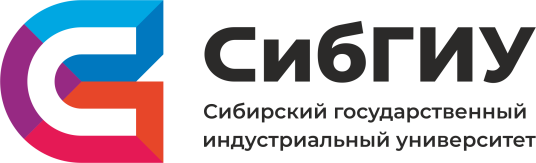 СибГИУ
Сибирский государственный
индустриальный университет